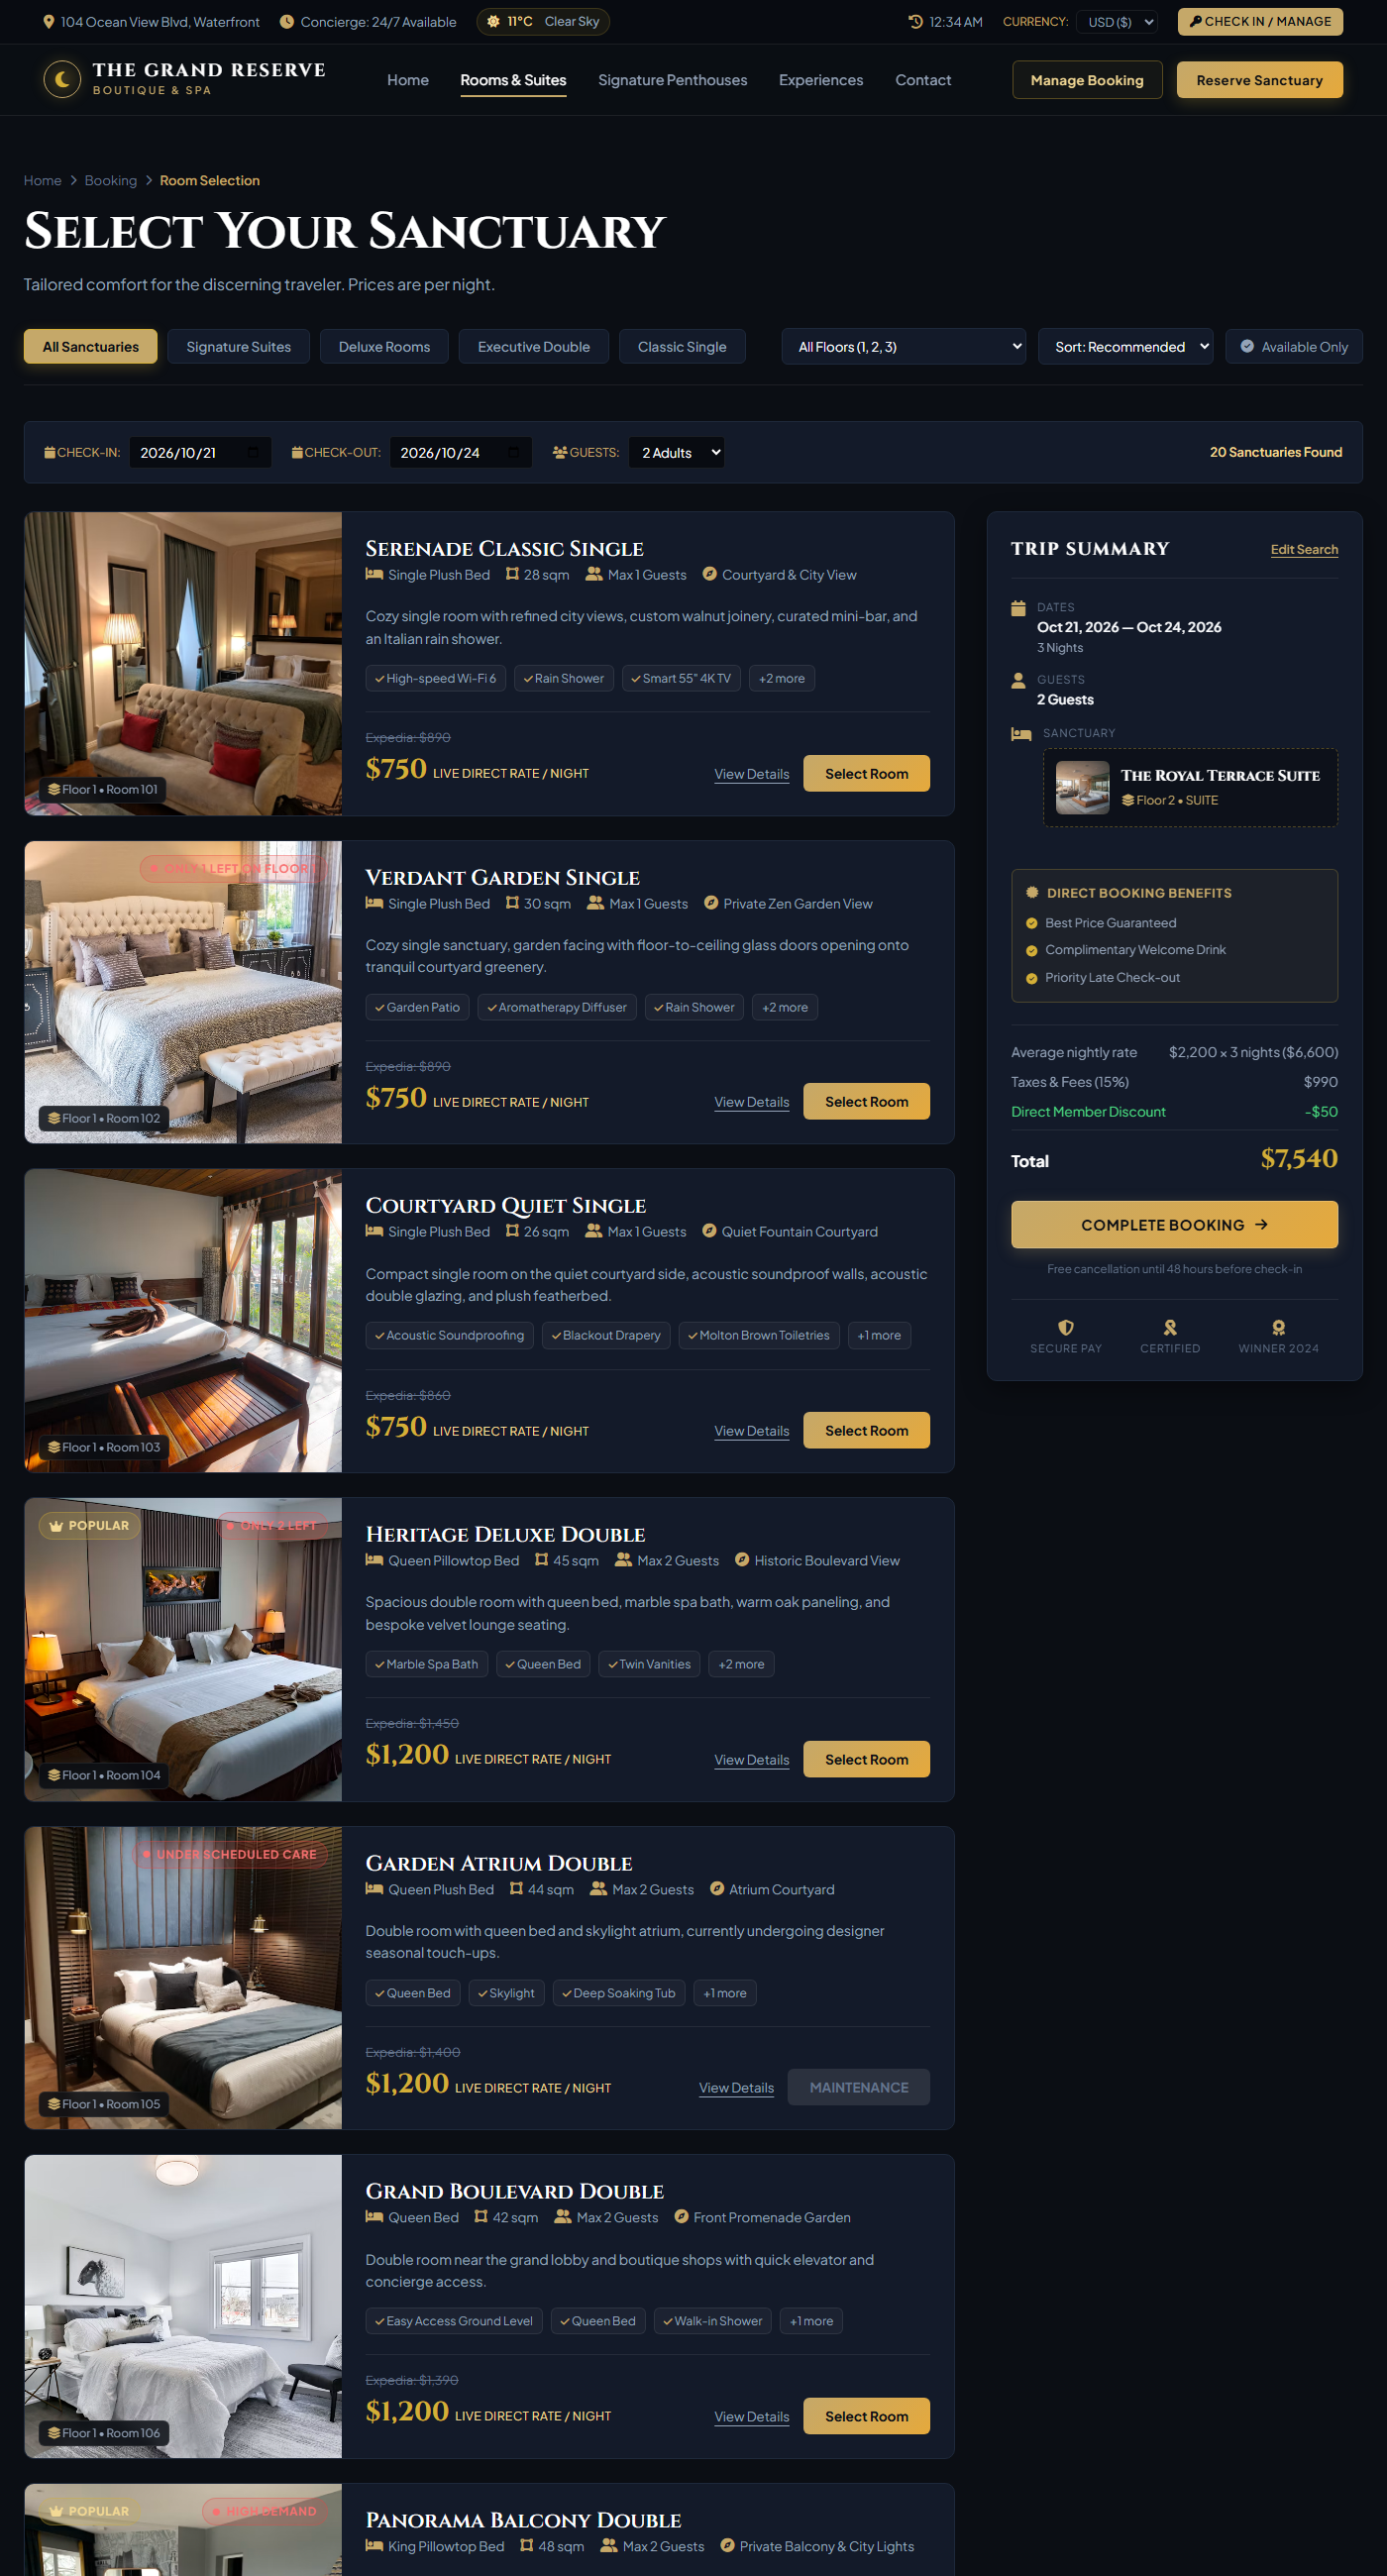 104 Ocean View Blvd, Waterfront Concierge: 24/7 Available 11°C Clear Sky 12:34 AM CURRENCY: USD ($) CHECK IN / MANAGE
THE GRAND RESERVE
BOUTIQUE & SPA
Home Rooms & Suites Signature Penthouses Experiences Contact Manage Booking Reserve Sanctuary
Home Booking Room Selection
SELECT YOUR SANCTUARY
Tailored comfort for the discerning traveler. Prices are per night.
All Sanctuaries Signature Suites Deluxe Rooms Executive Double Classic Single All Floors (1, 2, 3) Sort: Recommended Available Only
CHECK-IN: 2026/10/21 CHECK-OUT: 2026/10/24 GUESTS: 2 Adults 20 Sanctuaries Found
SERENADE CLASSIC SINGLE
Single Plush Bed 28 sqm Max 1 Guests Courtyard & City View
Cozy single room with refined city views, custom walnut joinery, curated mini-bar, and
an Italian rain shower.
High-speed Wi-Fi 6 Rain Shower Smart 55" 4K TV +2 more
Expedia: $890
$750 LIVE DIRECT RATE / NIGHT View Details Select Room
Floor 1 • Room 101
ONLY 1 LEFT ON FLOOR 1
VERDANT GARDEN SINGLE
Single Plush Bed 30 sqm Max 1 Guests Private Zen Garden View
Cozy single sanctuary, garden facing with floor-to-ceiling glass doors opening onto
tranquil courtyard greenery.
Garden Patio Aromatherapy Diffuser Rain Shower +2 more
Expedia: $890
$750 LIVE DIRECT RATE / NIGHT View Details Select Room
Floor 1 • Room 102
COURTYARD QUIET SINGLE
Single Plush Bed 26 sqm Max 1 Guests Quiet Fountain Courtyard
Compact single room on the quiet courtyard side, acoustic soundproof walls, acoustic
double glazing, and plush featherbed.
Acoustic Soundproofing Blackout Drapery Molton Brown Toiletries +1 more
Expedia: $860
$750 LIVE DIRECT RATE / NIGHT View Details Select Room
Floor 1 • Room 103
POPULAR ONLY 2 LEFT
HERITAGE DELUXE DOUBLE
Queen Pillowtop Bed 45 sqm Max 2 Guests Historic Boulevard View
Spacious double room with queen bed, marble spa bath, warm oak paneling, and
bespoke velvet lounge seating.
Marble Spa Bath Queen Bed Twin Vanities +2 more
Expedia: $1,450
$1,200 LIVE DIRECT RATE / NIGHT View Details Select Room
Floor 1 • Room 104
UNDER SCHEDULED CARE
GARDEN ATRIUM DOUBLE
Queen Plush Bed 44 sqm Max 2 Guests Atrium Courtyard
Double room with queen bed and skylight atrium, currently undergoing designer
seasonal touch-ups.
Queen Bed Skylight Deep Soaking Tub +1 more
Expedia: $1,400
$1,200 LIVE DIRECT RATE / NIGHT View Details MAINTENANCE
Floor 1 • Room 105
GRAND BOULEVARD DOUBLE
Queen Bed 42 sqm Max 2 Guests Front Promenade Garden
Double room near the grand lobby and boutique shops with quick elevator and
concierge access.
Easy Access Ground Level Queen Bed Walk-in Shower +1 more
Expedia: $1,390
$1,200 LIVE DIRECT RATE / NIGHT View Details Select Room
Floor 1 • Room 106
POPULAR HIGH DEMAND
PANORAMA BALCONY DOUBLE
King Pillowtop Bed 48 sqm Max 2 Guests Private Balcony & City Lights
TRIP SUMMARY Edit Search
DATES
Oct 21, 2026 — Oct 24, 2026
3 Nights
GUESTS
2 Guests
SANCTUARY
THE ROYAL TERRACE SUITE
Floor 2 • SUITE
DIRECT BOOKING BENEFITS
Best Price Guaranteed
Complimentary Welcome Drink
Priority Late Check-out
Average nightly rate $2,200 × 3 nights ($6,600)
Taxes & Fees (15%) $990
Direct Member Discount -$50
Total $7,540
COMPLETE BOOKING
Free cancellation until 48 hours before check-in
SECURE PAY CERTIFIED WINNER 2024